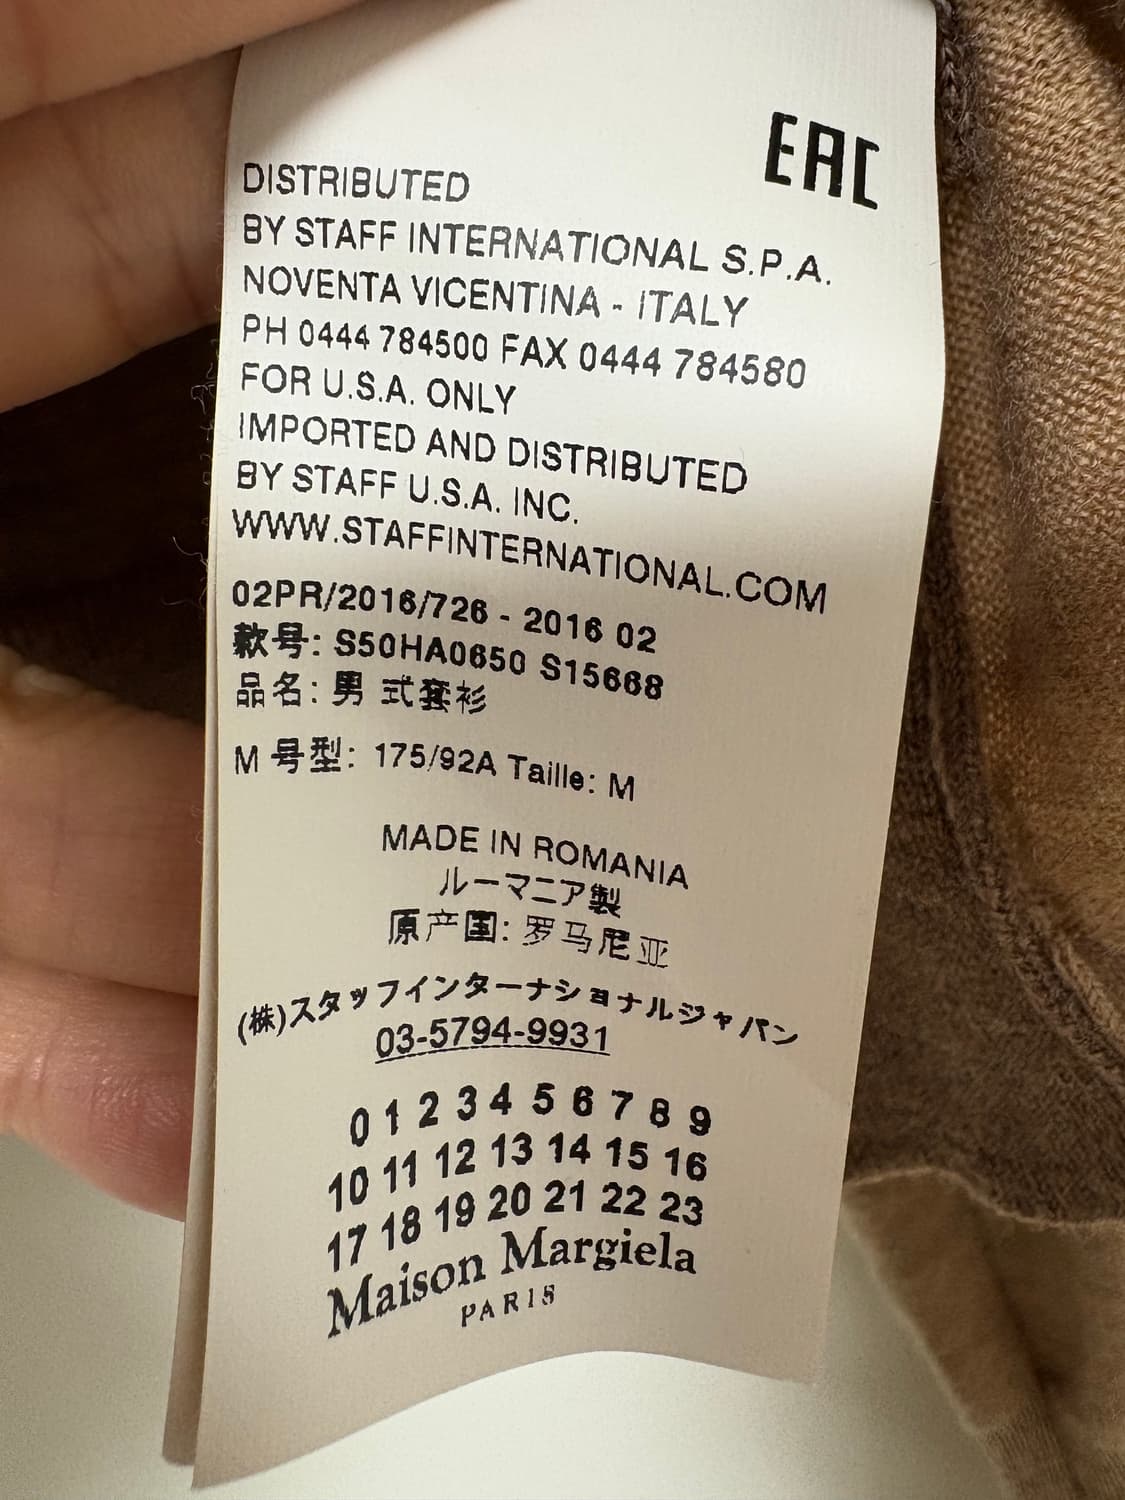 EAC
DISTRIBUTED
BY STAFF INTERNATIONAL S.P.A.
NOVENTA VICENTINA - ITALY
PH 0444 784500 FAX 0444 784580
FOR U.S.A. ONLY
IMPORTED AND DISTRIBUTED
BY STAFF U.S.A. INC.
WWW.STAFFINTERNATIONAL.COM
02PR/2016/726 - 2016 02
款号: S50HA0650 S15668
品名: 男 式套衫
M 号型: 175/92A Taille: M
MADE IN ROMANIA
ルーマニア製
原产国: 罗马尼亚
(株)スタッフインターナショナルジャパン
03-5794-9931
0 1 2 3 4 5 6 7 8 9
10 11 12 13 14 15 16
17 18 19 20 21 22 23
Maison Margiela
PARIS